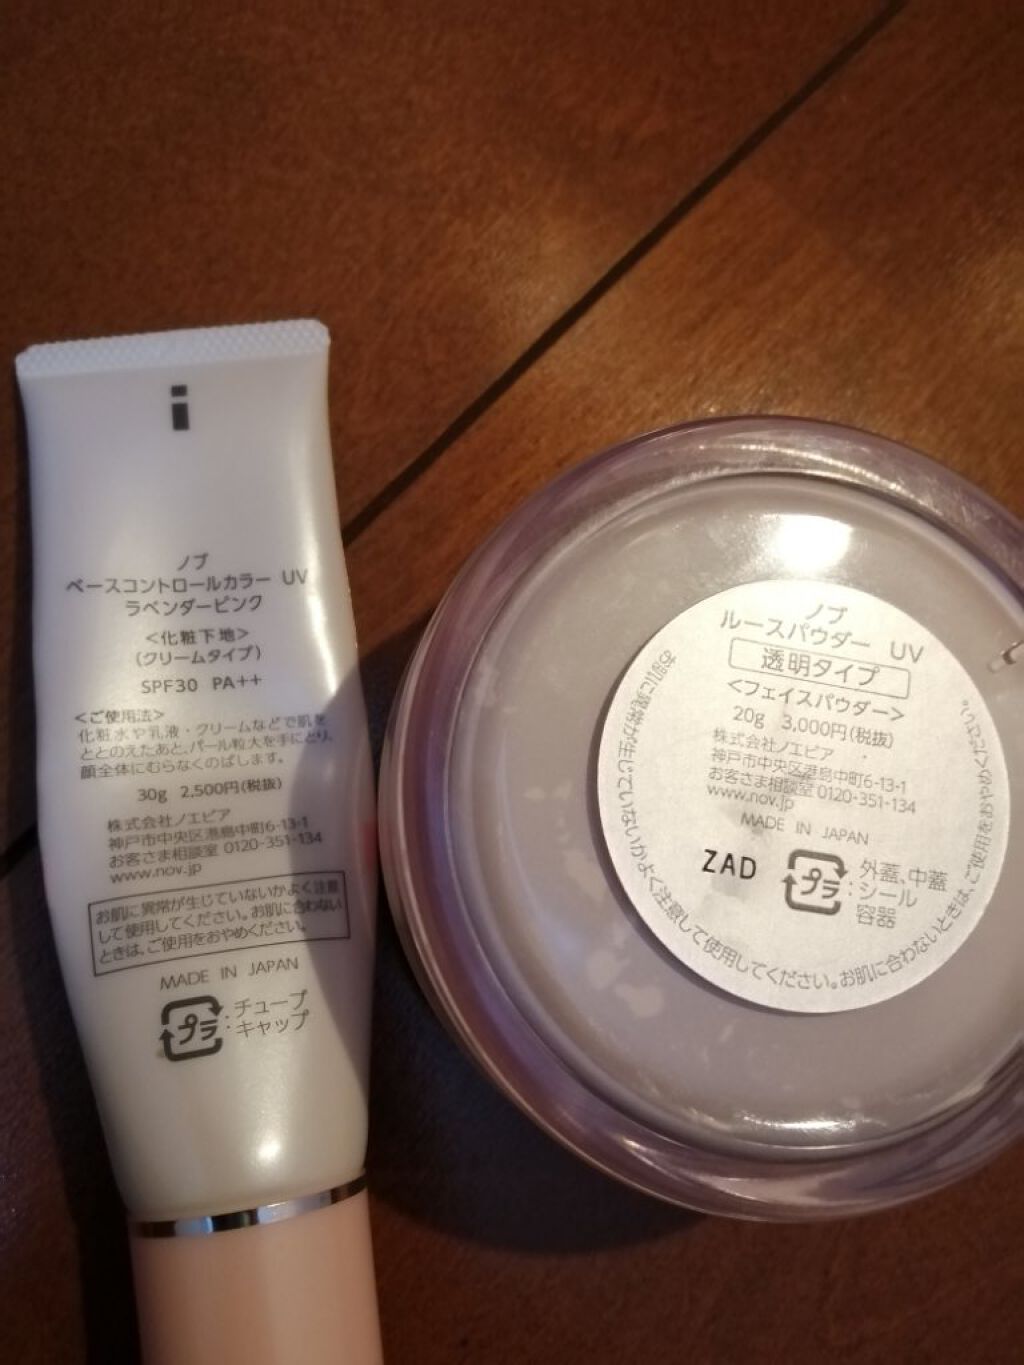 ノブ
ベースコントロールカラー UV
ラベンダーピンク
<化粧下地>
(クリームタイプ)
SPF30 PA++
<ご使用法>
化粧水や乳液・クリームなどで肌を
ととのえたあと、パール粒大を手にとり、
顔全体にむらなくのばします。
30g 2,500円(税抜)
株式会社ノエビア
神戸市中央区港島中町6-13-1
お客さま相談室 0120-351-134
www.nov.jp
お肌に異常が生じていないかよく注意
して使用してください。お肌に合わない
ときは、ご使用をおやめください。
MADE IN JAPAN
プラ
:チューブ
:キャップ
ノブ
ルースパウダー UV
透明タイプ
<フェイスパウダー>
20g 3,000円(税抜)
株式会社ノエビア
神戸市中央区港島中町6-13-1
お客さま相談室 0120-351-134
www.nov.jp
MADE IN JAPAN
ZAD
プラ
:外蓋、中蓋
シール
容器
お肌に異常が生じていないかよく注意して使用してください。お肌に合わないときは、ご使用をおやめください。